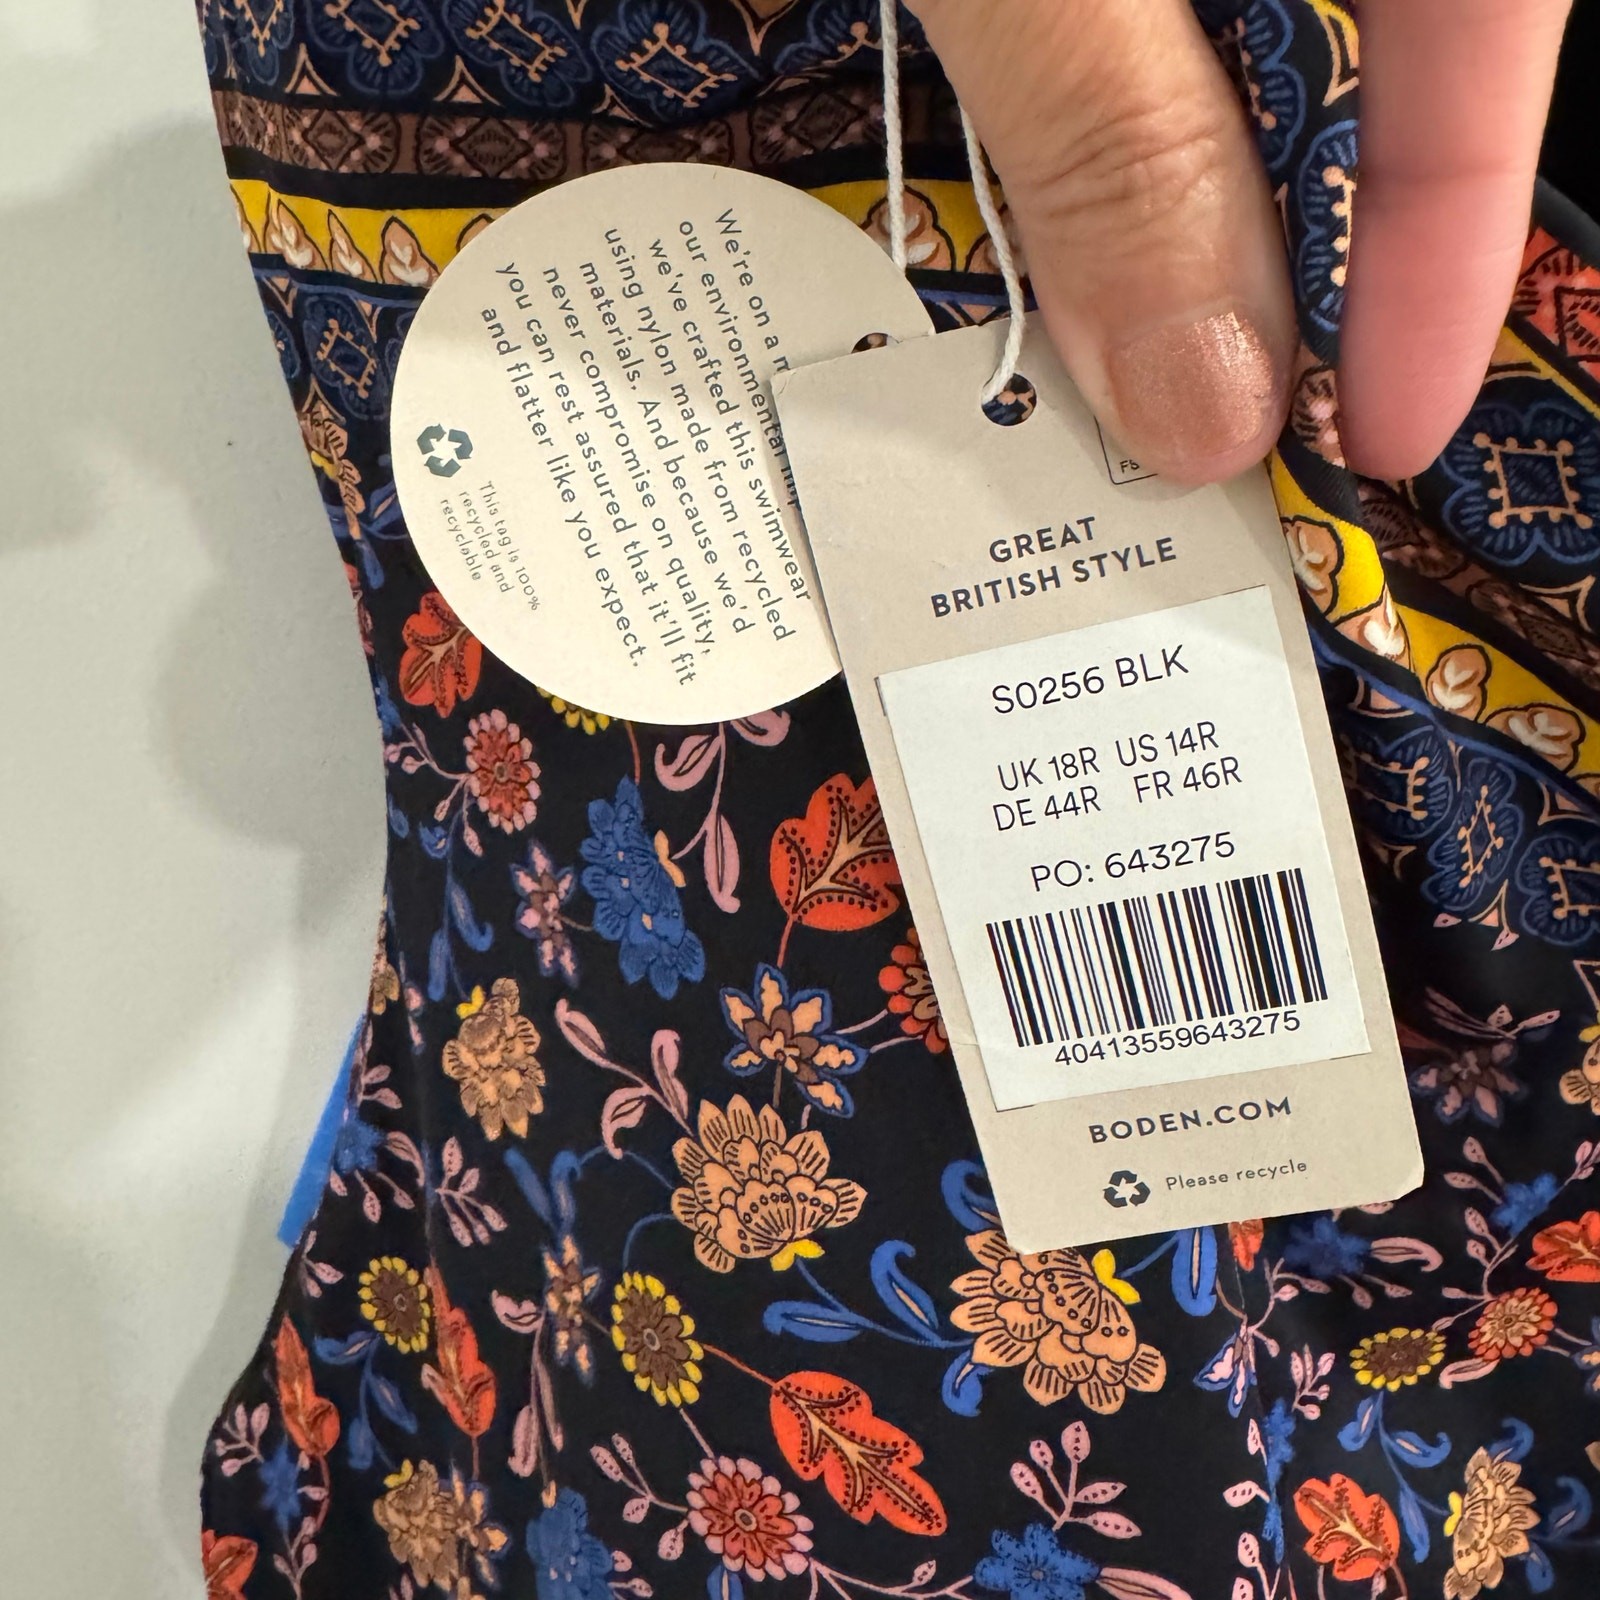 We're on a
our environmental
we've crafted this swimwear
using nylon made from recycled
materials. And because we'd
never compromise on quality,
you can rest assured that it'll fit
and flatter like you expect.
This tag is 100%
recycled and
recyclable
GREAT
BRITISH STYLE
S0256 BLK
UK 18R US 14R
DE 44R FR 46R
PO: 643275
40413559643275
BODEN.COM
Please recycle